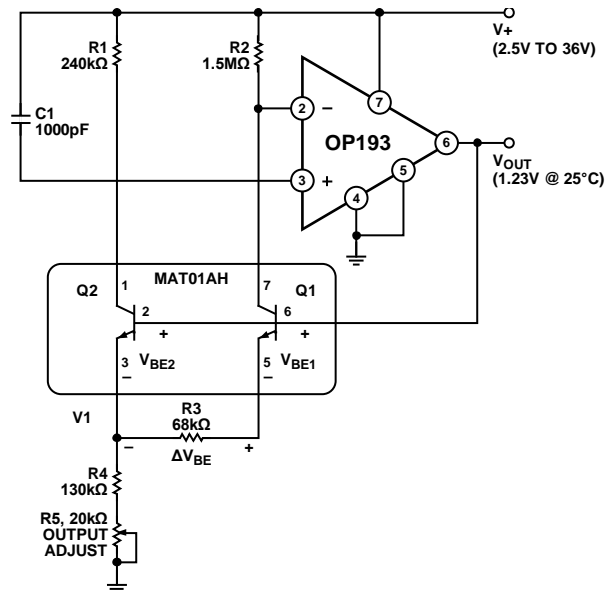 V+
(2.5V TO 36V)
R1
240kΩ
R2
1.5MΩ
C1
1000pF
2
−
7
OP193
6
3
+
5
4
VOUT
(1.23V @ 25°C)
MAT01AH
Q2
1
7
Q1
2
6
+
+
3
VBE2
5
VBE1
−
−
V1
R3
68kΩ
−
+
ΔVBE
R4
130kΩ
R5, 20kΩ
OUTPUT
ADJUST